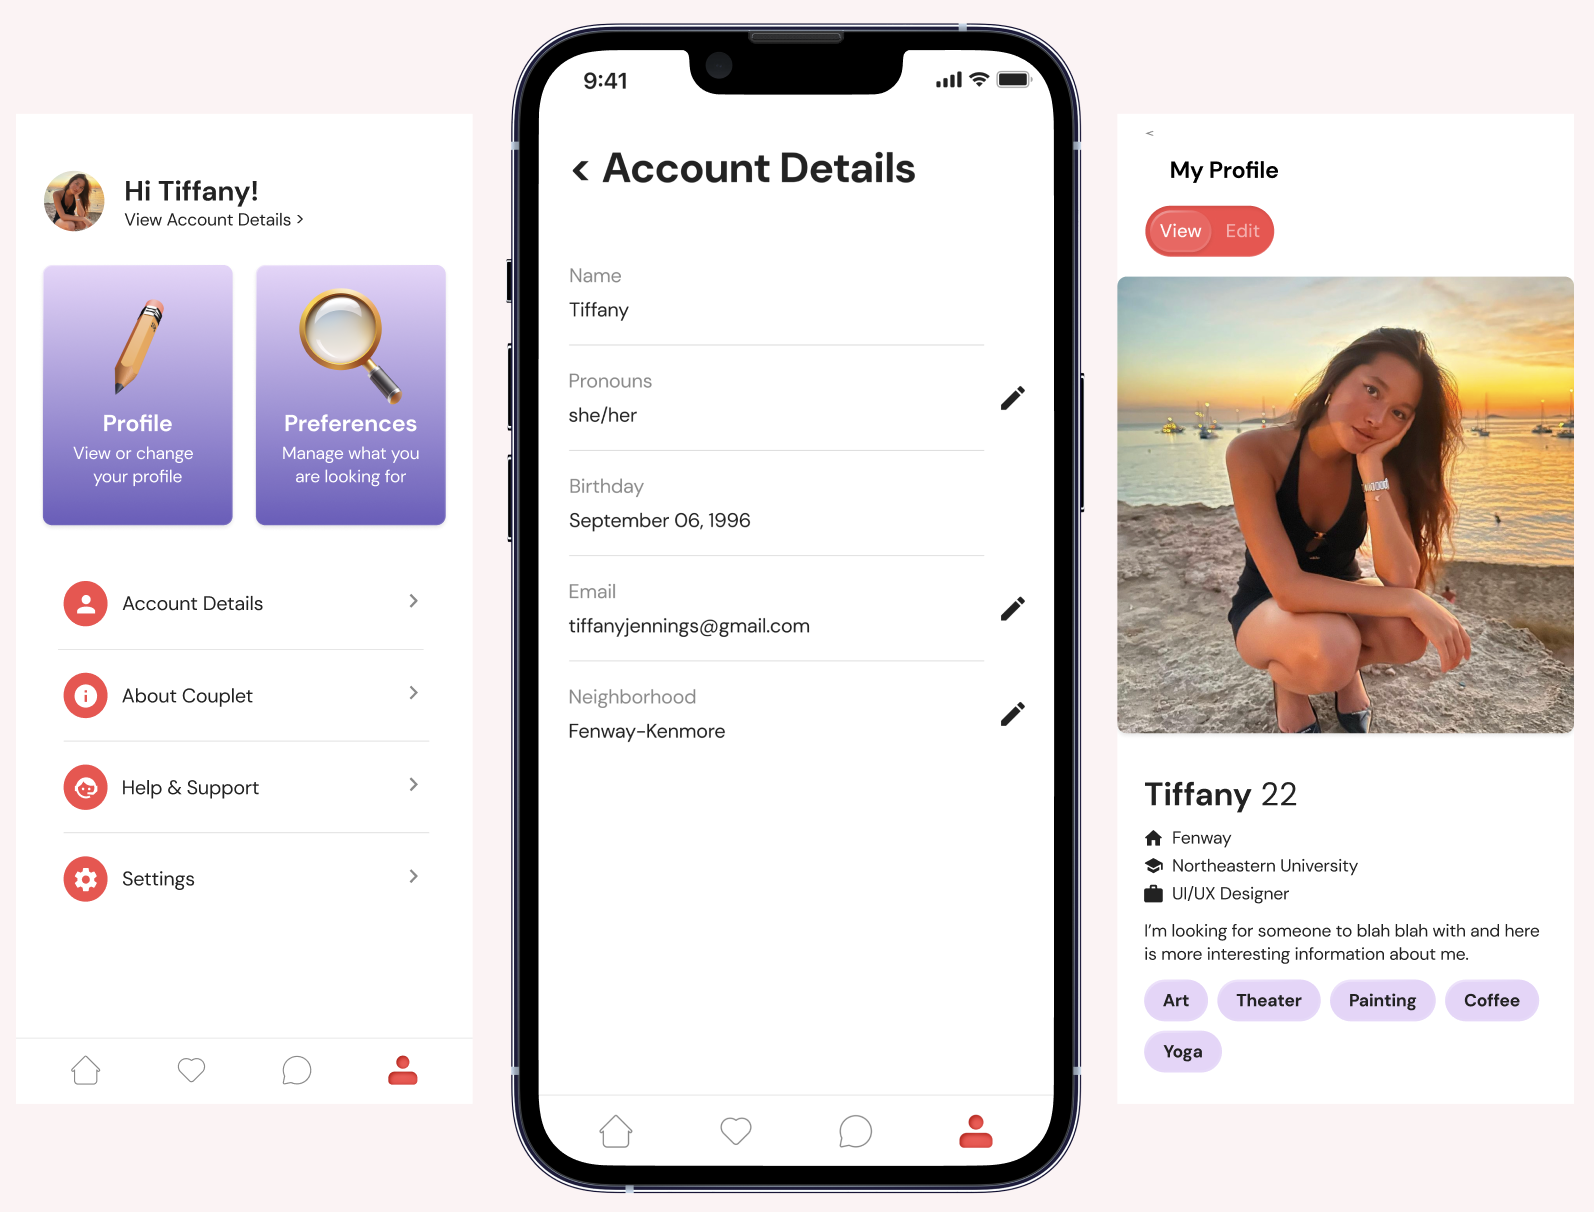 Hi Tiffany!
View Account Details >
Profile
View or change
your profile
Preferences
Manage what you
are looking for
Account Details
About Couplet
Help & Support
Settings
9:41
< Account Details
Name
Tiffany
Pronouns
she/her
Birthday
September 06, 1996
Email
tiffanyjennings@gmail.com
Neighborhood
Fenway-Kenmore
<
My Profile
View Edit
Tiffany 22
Fenway
Northeastern University
UI/UX Designer
I'm looking for someone to blah blah with and here
is more interesting information about me.
Art Theater Painting Coffee
Yoga